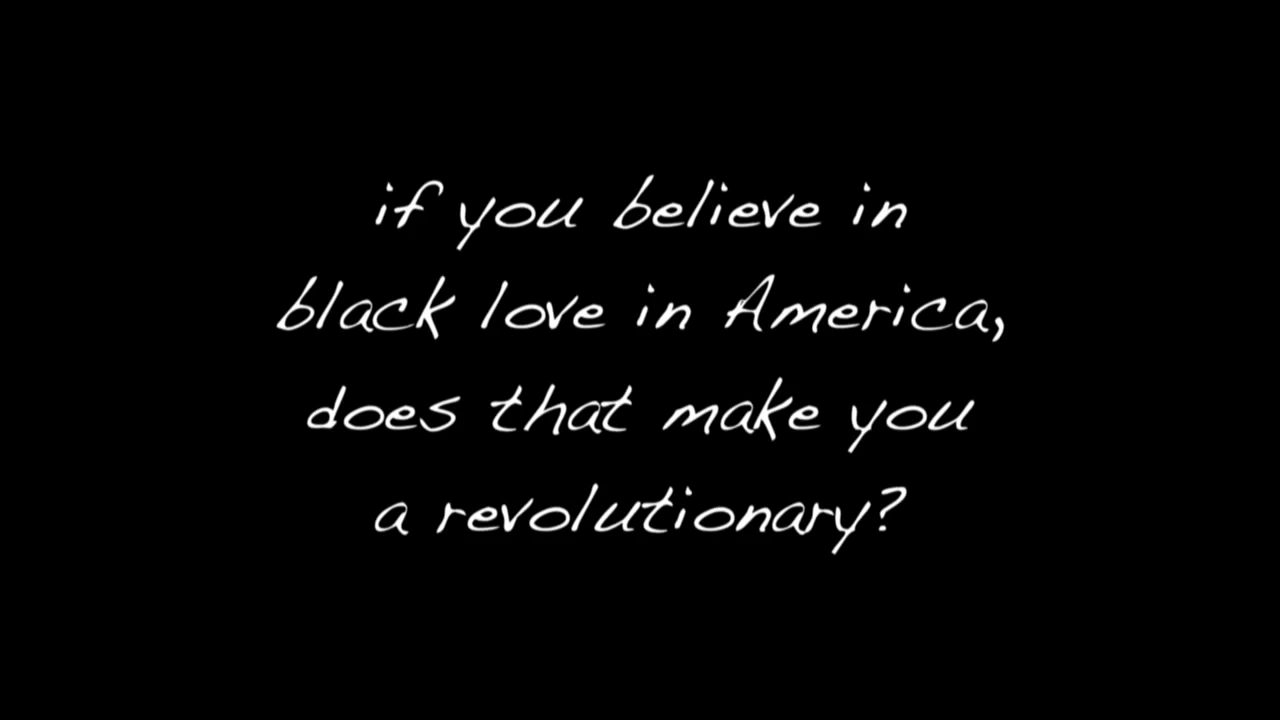 if you believe in
black love in America,
does that make you
a revolutionary?